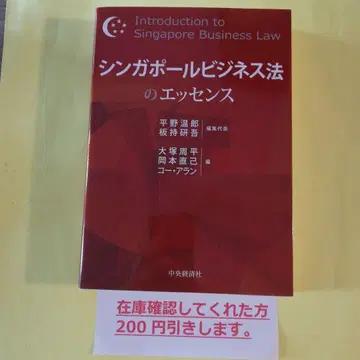 Introduction to
Singapore Business Law
シンガポールビジネス法
のエッセンス
平野温郎
板持研吾
編集代表
大塚周平
岡本直己
コー・アラン
編
中央経済社
在庫確認してくれた方
200 円引きします。